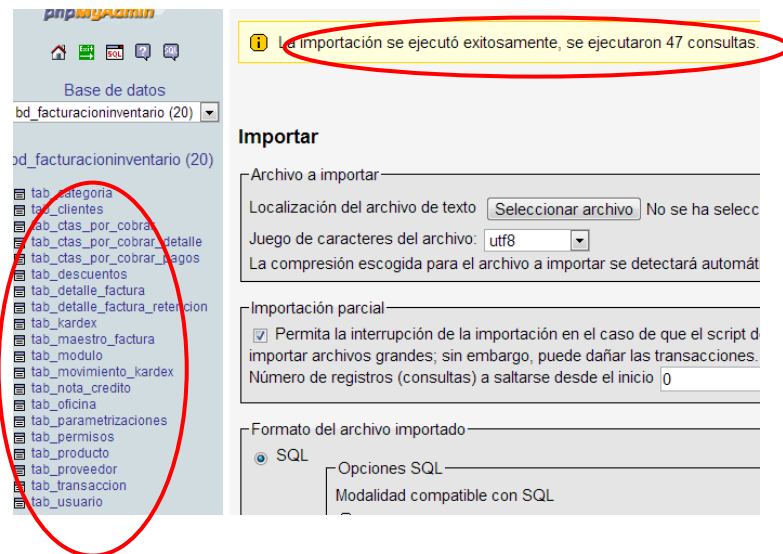 phpMyAdmin
Base de datos
bd_facturacioninventario (20)
bd_facturacioninventario (20)
tab_categoria
tab_clientes
tab_ctas_por_cobrar
tab_ctas_por_cobrar_detalle
tab_ctas_por_cobrar_pagos
tab_descuentos
tab_detalle_factura
tab_detalle_factura_retencion
tab_kardex
tab_maestro_factura
tab_modulo
tab_movimiento_kardex
tab_nota_credito
tab_oficina
tab_parametrizaciones
tab_permisos
tab_producto
tab_proveedor
tab_transaccion
tab_usuario
La importación se ejecutó exitosamente, se ejecutaron 47 consultas.
Importar
Archivo a importar
Localización del archivo de texto Seleccionar archivo No se ha selecc
Juego de caracteres del archivo: utf8
La compresión escogida para el archivo a importar se detectará automát
Importación parcial
Permita la interrupción de la importación en el caso de que el script d
importar archivos grandes; sin embargo, puede dañar las transacciones.
Número de registros (consultas) a saltarse desde el inicio 0
Formato del archivo importado
SQL
Opciones SQL
Modalidad compatible con SQL